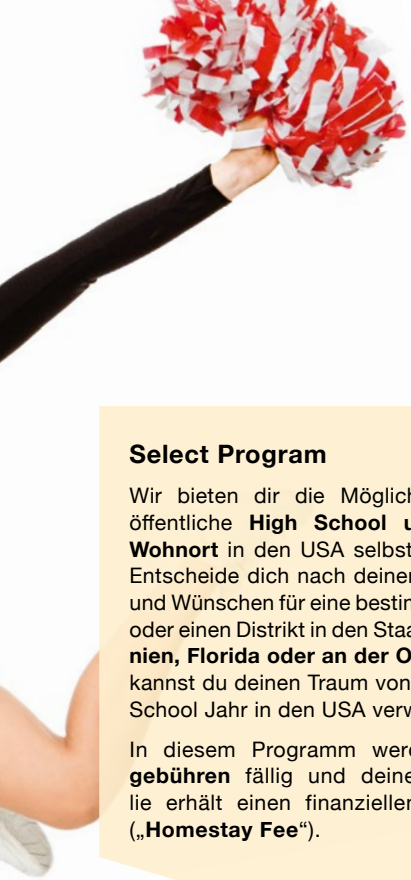 Select Program
Wir bieten dir die Möglich
öffentliche High School u
Wohnort in den USA selbst
Entscheide dich nach deiner
und Wünschen für eine bestim
oder einen Distrikt in den Staa
nien, Florida oder an der O
kannst du deinen Traum von
School Jahr in den USA verw
In diesem Programm werd
gebühren fällig und deine
lie erhält einen finanzieller
(„Homestay Fee“).